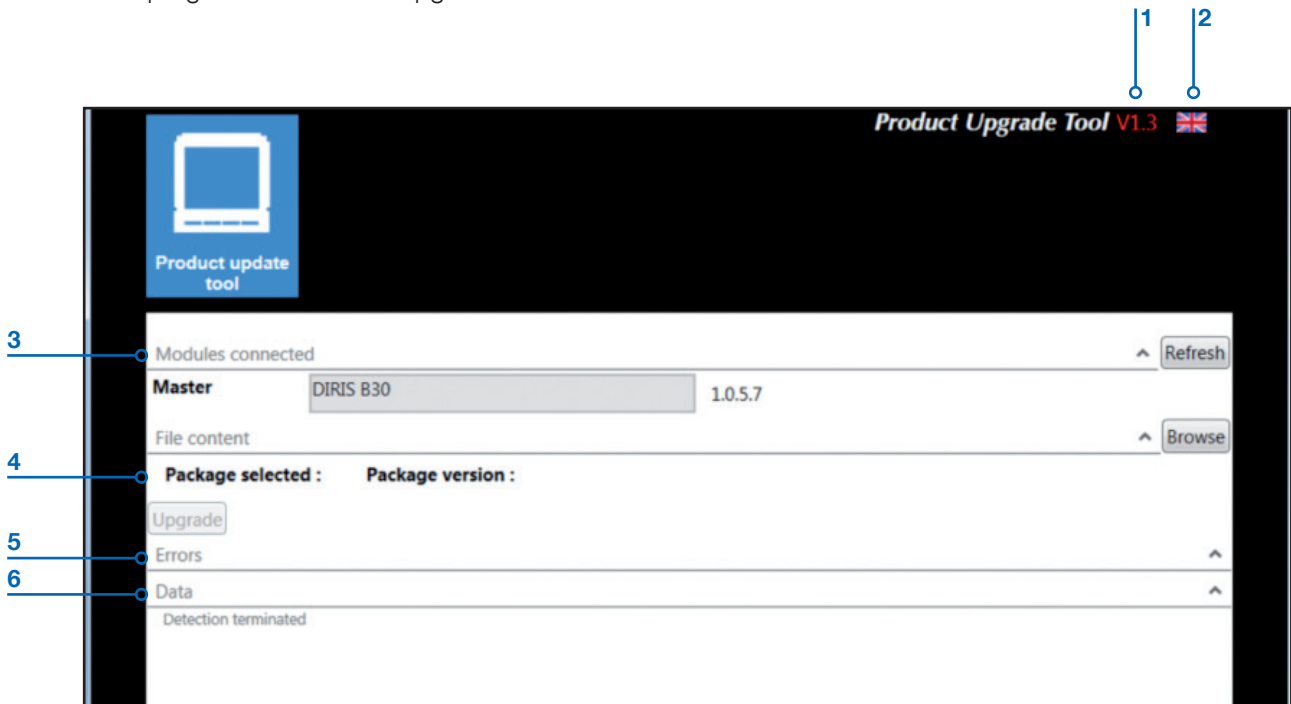 1 2
Product Upgrade Tool V1.3
Product update
tool
3
Modules connected Refresh
Master DIRIS B30 1.0.5.7
File content Browse
4
Package selected : Package version :
Upgrade
5
Errors
6
Data
Detection terminated